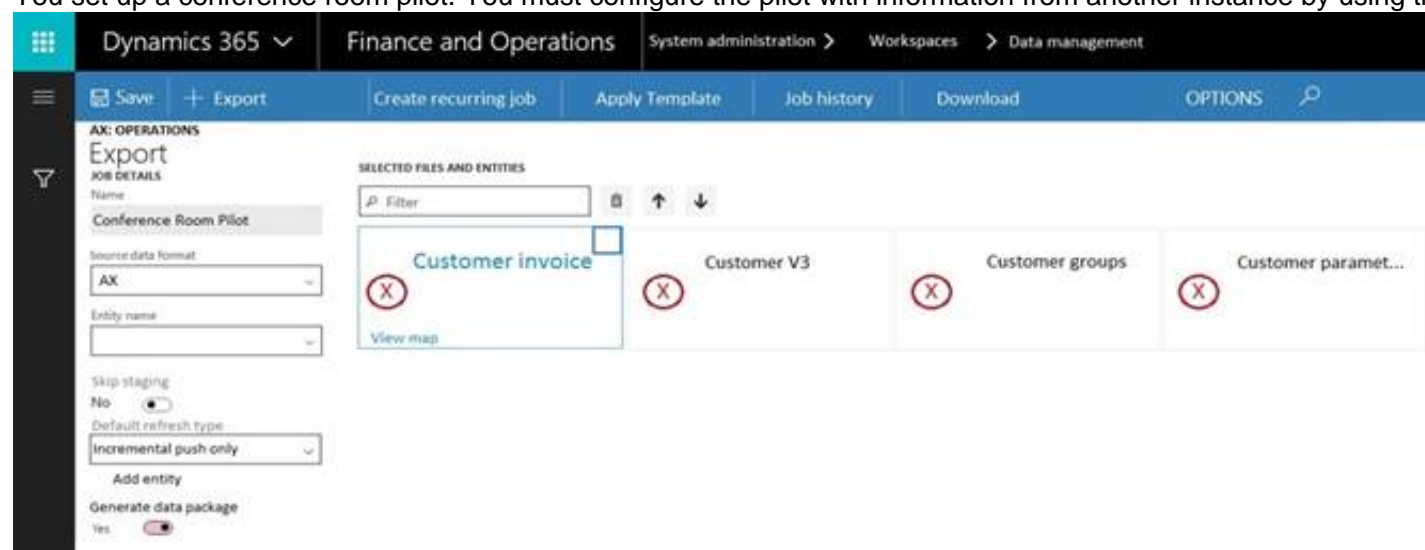 You set up a conference room pilot. You must configure the pilot with information from another instance by using
Dynamics 365 Finance and Operations System administration > Workspaces > Data management
Save + Export Create recurring job Apply Template Job history Download OPTIONS
AX: OPERATIONS
Export
JOB DETAILS
Name
Conference Room Pilot
Source data format
AX
Entity name
Skip staging
No
Default refresh type
Incremental push only
Add entity
Generate data package
Yes
SELECTED FILES AND ENTITIES
Filter
Customer invoice
X
View map
Customer V3
X
Customer groups
X
Customer paramet...
X